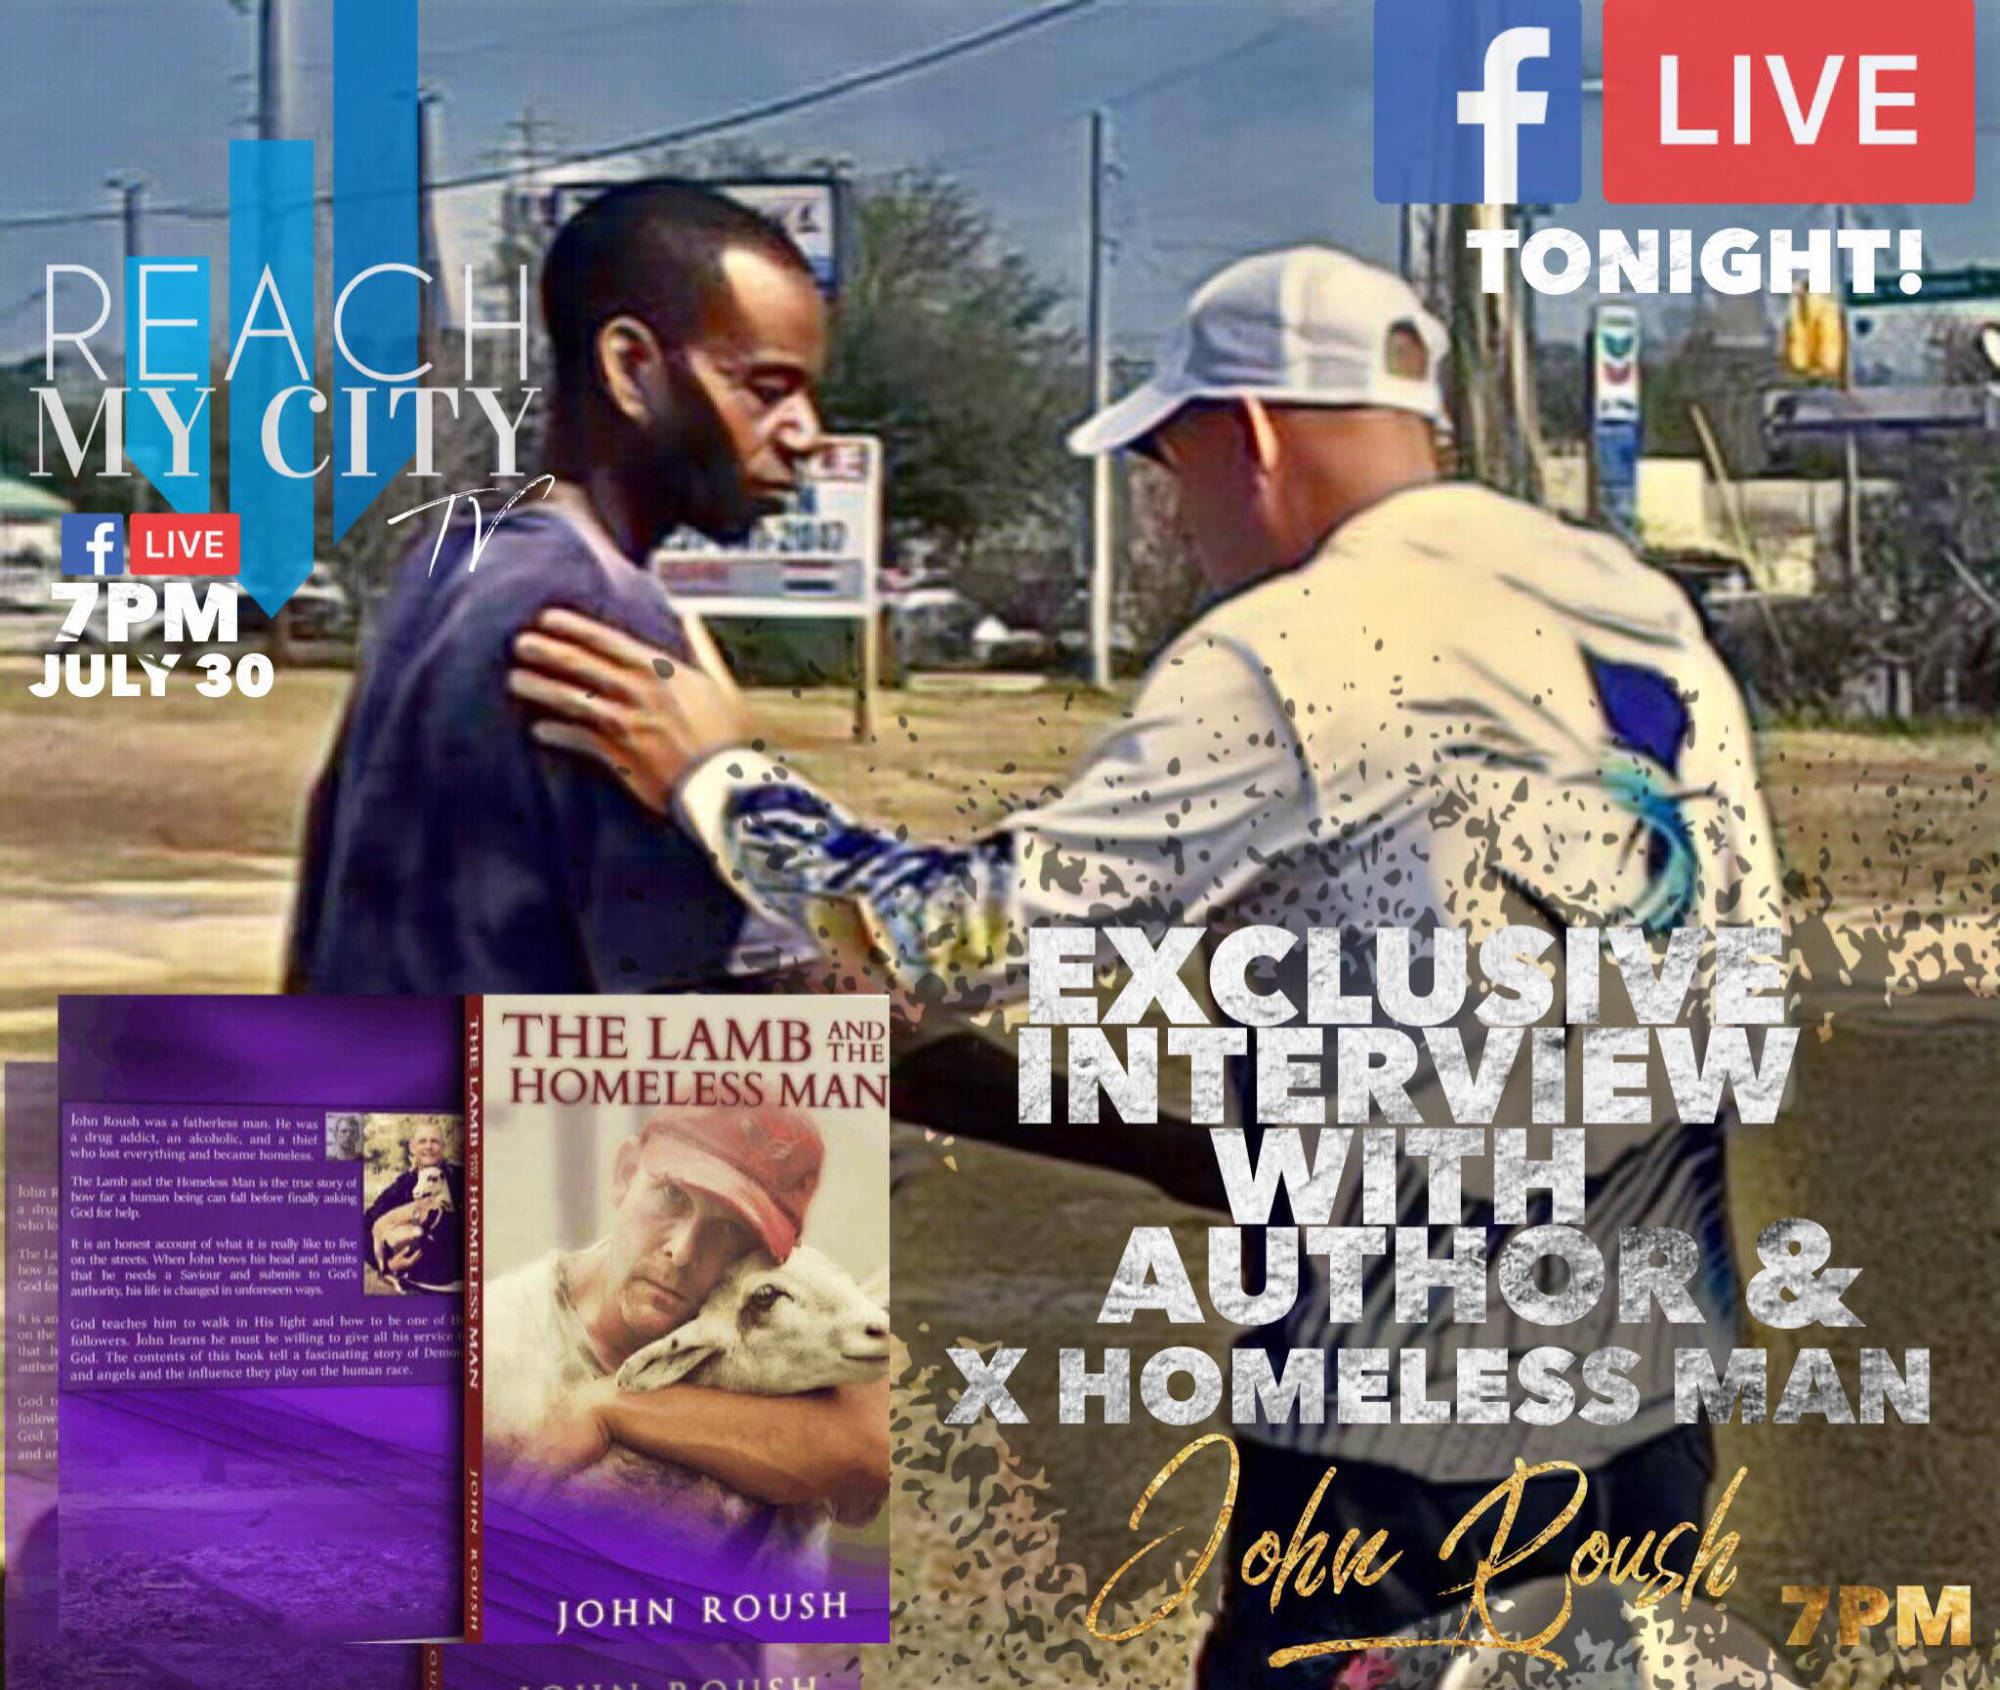 f LIVE
TONIGHT!
REACH
MY CITY
TV
f LIVE
7PM
JULY 30
THE LAMB AND THE
HOMELESS MAN
JOHN ROUSH
THE LAMB AND THE HOMELESS MAN JOHN ROUSH
John Roush was a fatherless man. He was
a drug addict, an alcoholic, and a thief
who lost everything and became homeless.
The Lamb and the Homeless Man is the true story of
how far a human being can fall before finally asking
God for help.
It is an honest account of what it is really like to live
on the streets. When John bows his head and admits
that he needs a Saviour and submits to God's
authority, his life is changed in unforeseen ways.
God teaches him to walk in His light and how to be one of
followers. John learns he must be willing to give all his service
God. The contents of this book tell a fascinating story of
and angels and the influence they play on the human race.
EXCLUSIVE
INTERVIEW
WITH
AUTHOR &
X HOMELESS MAN
John Roush
7PM
JOHN ROUSH